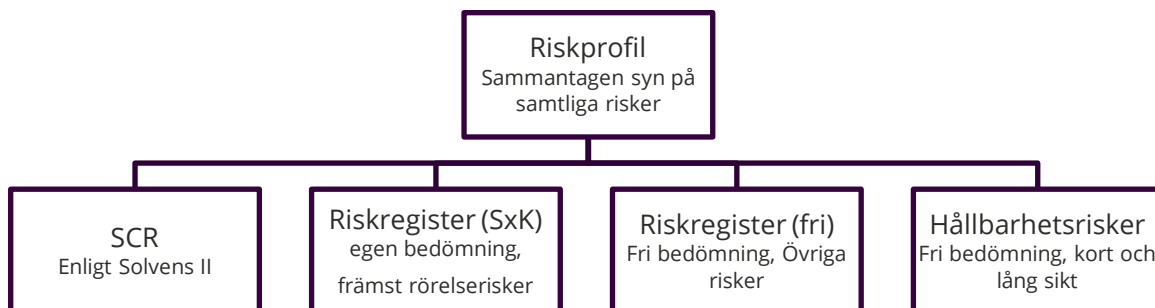 Riskprofil
Sammantagen syn på
samtliga risker
SCR
Enligt Solvens II
Riskregister (SxK)
egen bedömning,
främst rörelserisker
Riskregister (fri)
Fri bedömning, Övriga
risker
Hållbarhetsrisker
Fri bedömning, kort och
lång sikt